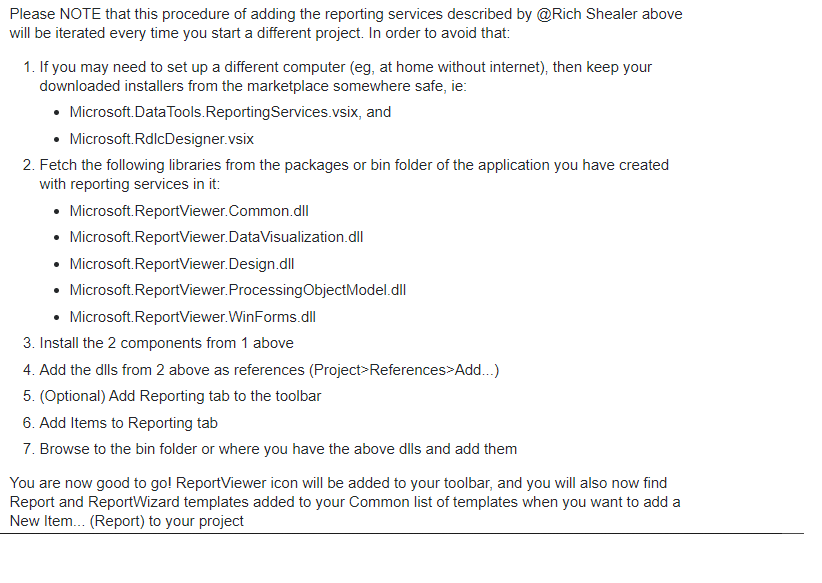 Please NOTE that this procedure of adding the reporting services described by @Rich Shealer above
will be iterated every time you start a different project. In order to avoid that:
1. If you may need to set up a different computer (eg, at home without internet), then keep your
downloaded installers from the marketplace somewhere safe, ie:
• Microsoft.DataTools.ReportingServices.vsix, and
• Microsoft.RdlcDesigner.vsix
2. Fetch the following libraries from the packages or bin folder of the application you have created
with reporting services in it:
• Microsoft.ReportViewer.Common.dll
• Microsoft.ReportViewer.DataVisualization.dll
• Microsoft.ReportViewer.Design.dll
• Microsoft.ReportViewer.ProcessingObjectModel.dll
• Microsoft.ReportViewer.WinForms.dll
3. Install the 2 components from 1 above
4. Add the dlls from 2 above as references (Project>References>Add...)
5. (Optional) Add Reporting tab to the toolbar
6. Add Items to Reporting tab
7. Browse to the bin folder or where you have the above dlls and add them
You are now good to go! ReportViewer icon will be added to your toolbar, and you will also now find
Report and ReportWizard templates added to your Common list of templates when you want to add a
New Item... (Report) to your project